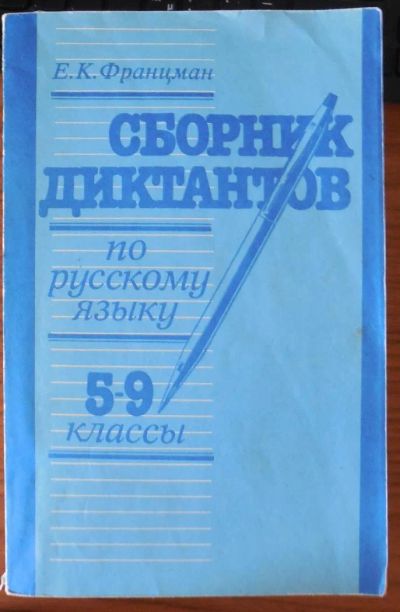 Е.К.Францман
СБОРНИК
ДИКТАНТОВ
по
русскому
языку
5-9
классы